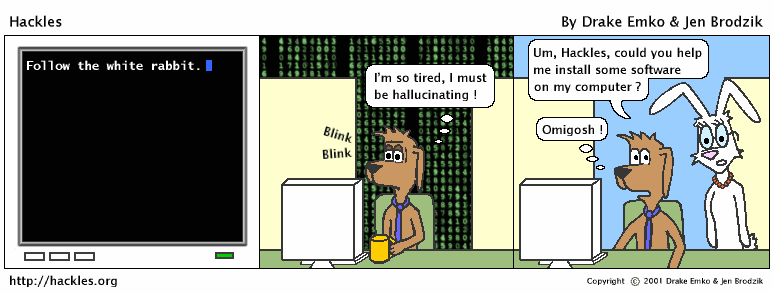 Hackles
By Drake Emko & Jen Brodzik
Follow the white rabbit.
I'm so tired, I must
be hallucinating !
Blink
Blink
Um, Hackles, could you help
me install some software
on my computer ?
Omigosh !
http://hackles.org
Copyright © 2001 Drake Emko & Jen Brodzik